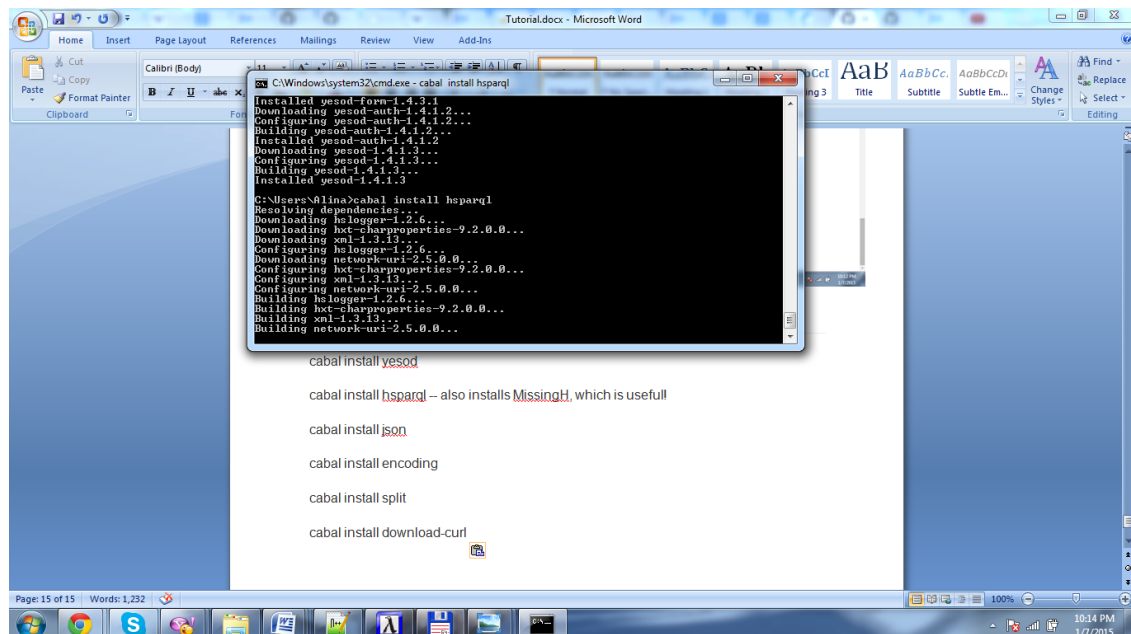 Tutorial.docx - Microsoft Word
Home Insert Page Layout References Mailings Review View Add-Ins
Cut
Copy
Format Painter
Paste
Clipboard
Calibri (Body) 11
B I U abe
AaB AaBbCc. AaBbCcDc
Title Subtitle Subtle Em...
Change Styles
Find
Replace
Select
Editing
C:\Windows\system32\cmd.exe - cabal install hsparql
Installed yesod-form-1.4.3.1
Downloading yesod-auth-1.4.1.2...
Configuring yesod-auth-1.4.1.2...
Building yesod-auth-1.4.1.2...
Installed yesod-auth-1.4.1.2
Downloading yesod-1.4.1.3...
Configuring yesod-1.4.1.3...
Building yesod-1.4.1.3...
Installed yesod-1.4.1.3
C:\Users\Alina>cabal install hsparql
Resolving dependencies...
Downloading hslogger-1.2.6...
Downloading hxt-charproperties-9.2.0.0...
Downloading xml-1.3.13...
Configuring hslogger-1.2.6...
Downloading network-uri-2.5.0.0...
Configuring hxt-charproperties-9.2.0.0...
Configuring xml-1.3.13...
Configuring network-uri-2.5.0.0...
Building hslogger-1.2.6...
Building hxt-charproperties-9.2.0.0...
Building xml-1.3.13...
Building network-uri-2.5.0.0...
cabal install yesod
cabal install hsparql -- also installs MissingH, which is useful!
cabal install json
cabal install encoding
cabal install split
cabal install download-curl
Page: 15 of 15 Words: 1,232
100%
10:14 PM
1/7/2015